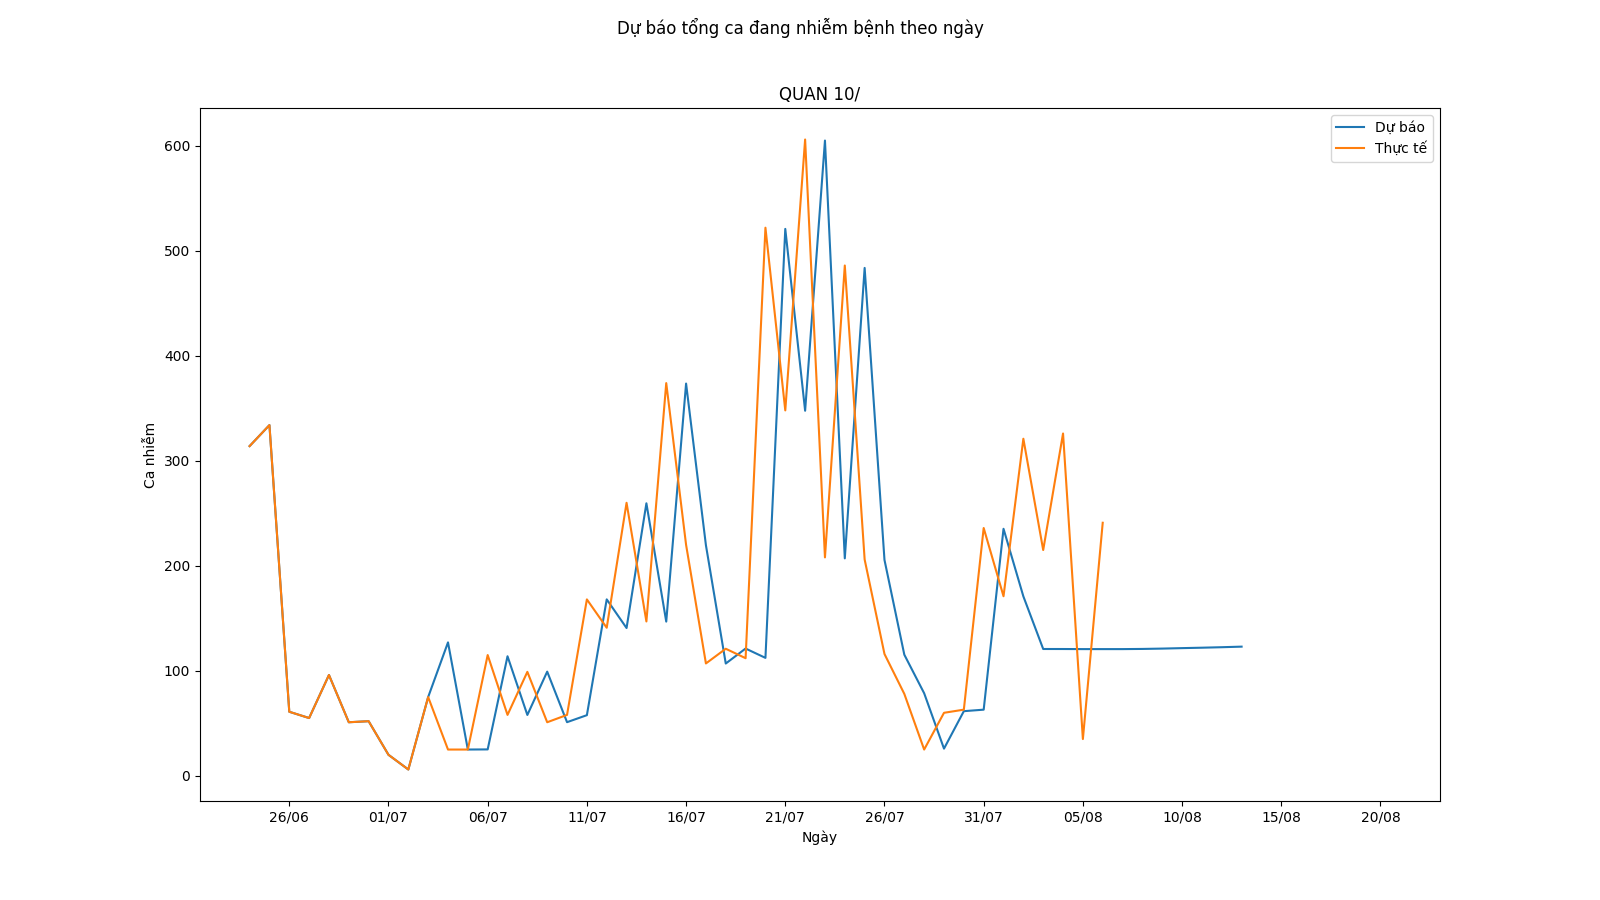 Dự báo tổng ca đang nhiễm bệnh theo ngày
QUAN 10/
Dự báo
Thực tế
600
500
400
300
200
100
0
Ca nhiễm
26/06 01/07 06/07 11/07 16/07 21/07 26/07 31/07 05/08 10/08 15/08 20/08
Ngày